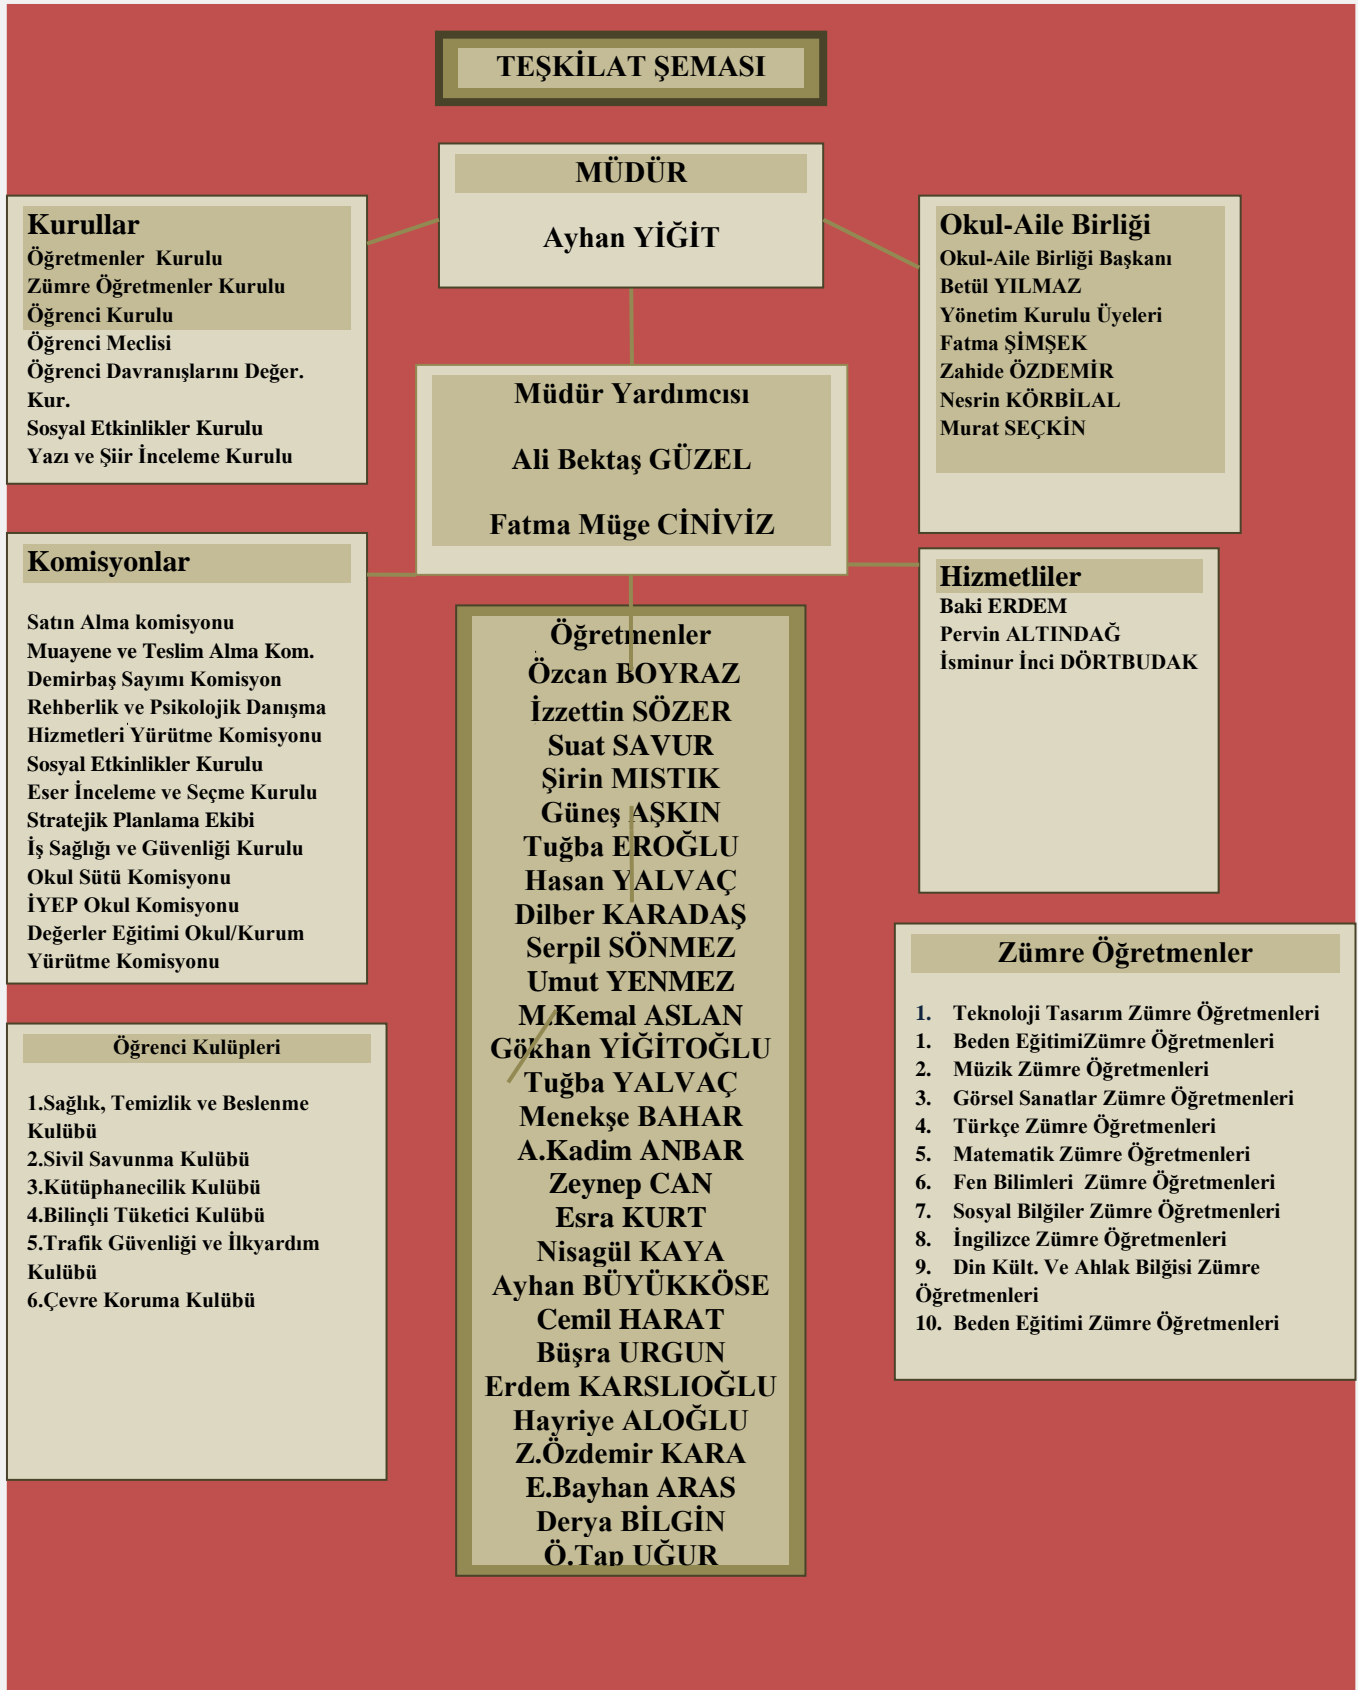 TEŞKİLAT ŞEMASI
MÜDÜR
Ayhan YİĞİT
Kurullar
Öğretmenler Kurulu
Zümre Öğretmenler Kurulu
Öğrenci Kurulu
Öğrenci Meclisi
Öğrenci Davranışlarını Değer.
Kur.
Sosyal Etkinlikler Kurulu
Yazı ve Şiir İnceleme Kurulu
Okul-Aile Birliği
Okul-Aile Birliği Başkanı
Betül YILMAZ
Yönetim Kurulu Üyeleri
Fatma ŞİMŞEK
Zahide ÖZDEMİR
Nesrin KÖRBİLAL
Murat SEÇKİN
Müdür Yardımcısı
Ali Bektaş GÜZEL
Fatma Müge CİNİVİZ
Komisyonlar
Satın Alma komisyonu
Muayene ve Teslim Alma Kom.
Demirbaş Sayımı Komisyon
Rehberlik ve Psikolojik Danışma
Hizmetleri Yürütme Komisyonu
Sosyal Etkinlikler Kurulu
Eser İnceleme ve Seçme Kurulu
Stratejik Planlama Ekibi
İş Sağlığı ve Güvenliği Kurulu
Okul Sütü Komisyonu
İYEP Okul Komisyonu
Değerler Eğitimi Okul/Kurum
Yürütme Komisyonu
Hizmetliler
Baki ERDEM
Pervin ALTINDAĞ
İsminur İnci DÖRTBUDAK
Öğretmenler
Özcan BOYRAZ
İzzettin SÖZER
Suat SAVUR
Şirin MISTIK
Güneş AŞKIN
Tuğba EROĞLU
Hasan YALVAÇ
Dilber KARADAŞ
Serpil SÖNMEZ
Umut YENMEZ
M.Kemal ASLAN
Gökhan YİĞİTOĞLU
Tuğba YALVAÇ
Menekşe BAHAR
A.Kadim ANBAR
Zeynep CAN
Esra KURT
Nisagül KAYA
Ayhan BÜYÜKKÖSE
Cemil HARAT
Büşra URGUN
Erdem KARSLIOĞLU
Hayriye ALOĞLU
Z.Özdemir KARA
E.Bayhan ARAS
Derya BİLGİN
Ö.Tap UĞUR
Zümre Öğretmenler
1. Teknoloji Tasarım Zümre Öğretmenleri
1. Beden EğitimiZümre Öğretmenleri
2. Müzik Zümre Öğretmenleri
3. Görsel Sanatlar Zümre Öğretmenleri
4. Türkçe Zümre Öğretmenleri
5. Matematik Zümre Öğretmenleri
6. Fen Bilimleri Zümre Öğretmenleri
7. Sosyal Bilğiler Zümre Öğretmenleri
8. İngilizce Zümre Öğretmenleri
9. Din Kült. Ve Ahlak Bilğisi Zümre
Öğretmenleri
10. Beden Eğitimi Zümre Öğretmenleri
Öğrenci Kulüpleri
1.Sağlık, Temizlik ve Beslenme
Kulübü
2.Sivil Savunma Kulübü
3.Kütüphanecilik Kulübü
4.Bilinçli Tüketici Kulübü
5.Trafik Güvenliği ve İlkyardım
Kulübü
6.Çevre Koruma Kulübü